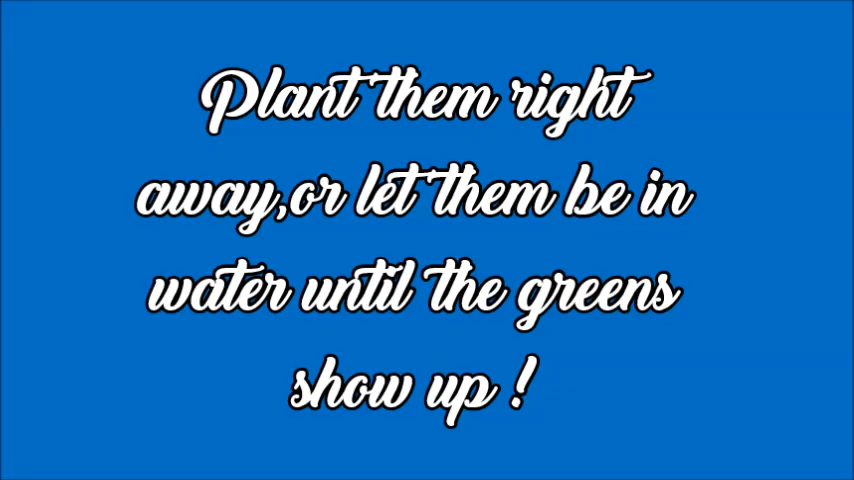 Plant them right
away,or let them be in
water until the greens
show up !